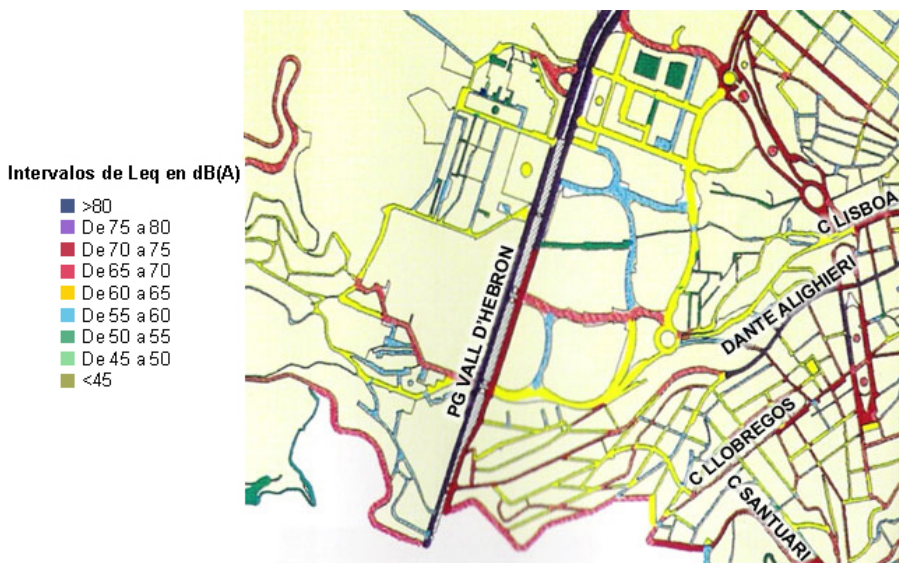 Intervalos de Leq en dB(A)
>80
De 75 a 80
De 70 a 75
De 65 a 70
De 60 a 65
De 55 a 60
De 50 a 55
De 45 a 50
<45
C LISBOA
PG VALL D'HEBRON
DANTE ALIGHIERI
C LLOBREGOS
C SANTUARI